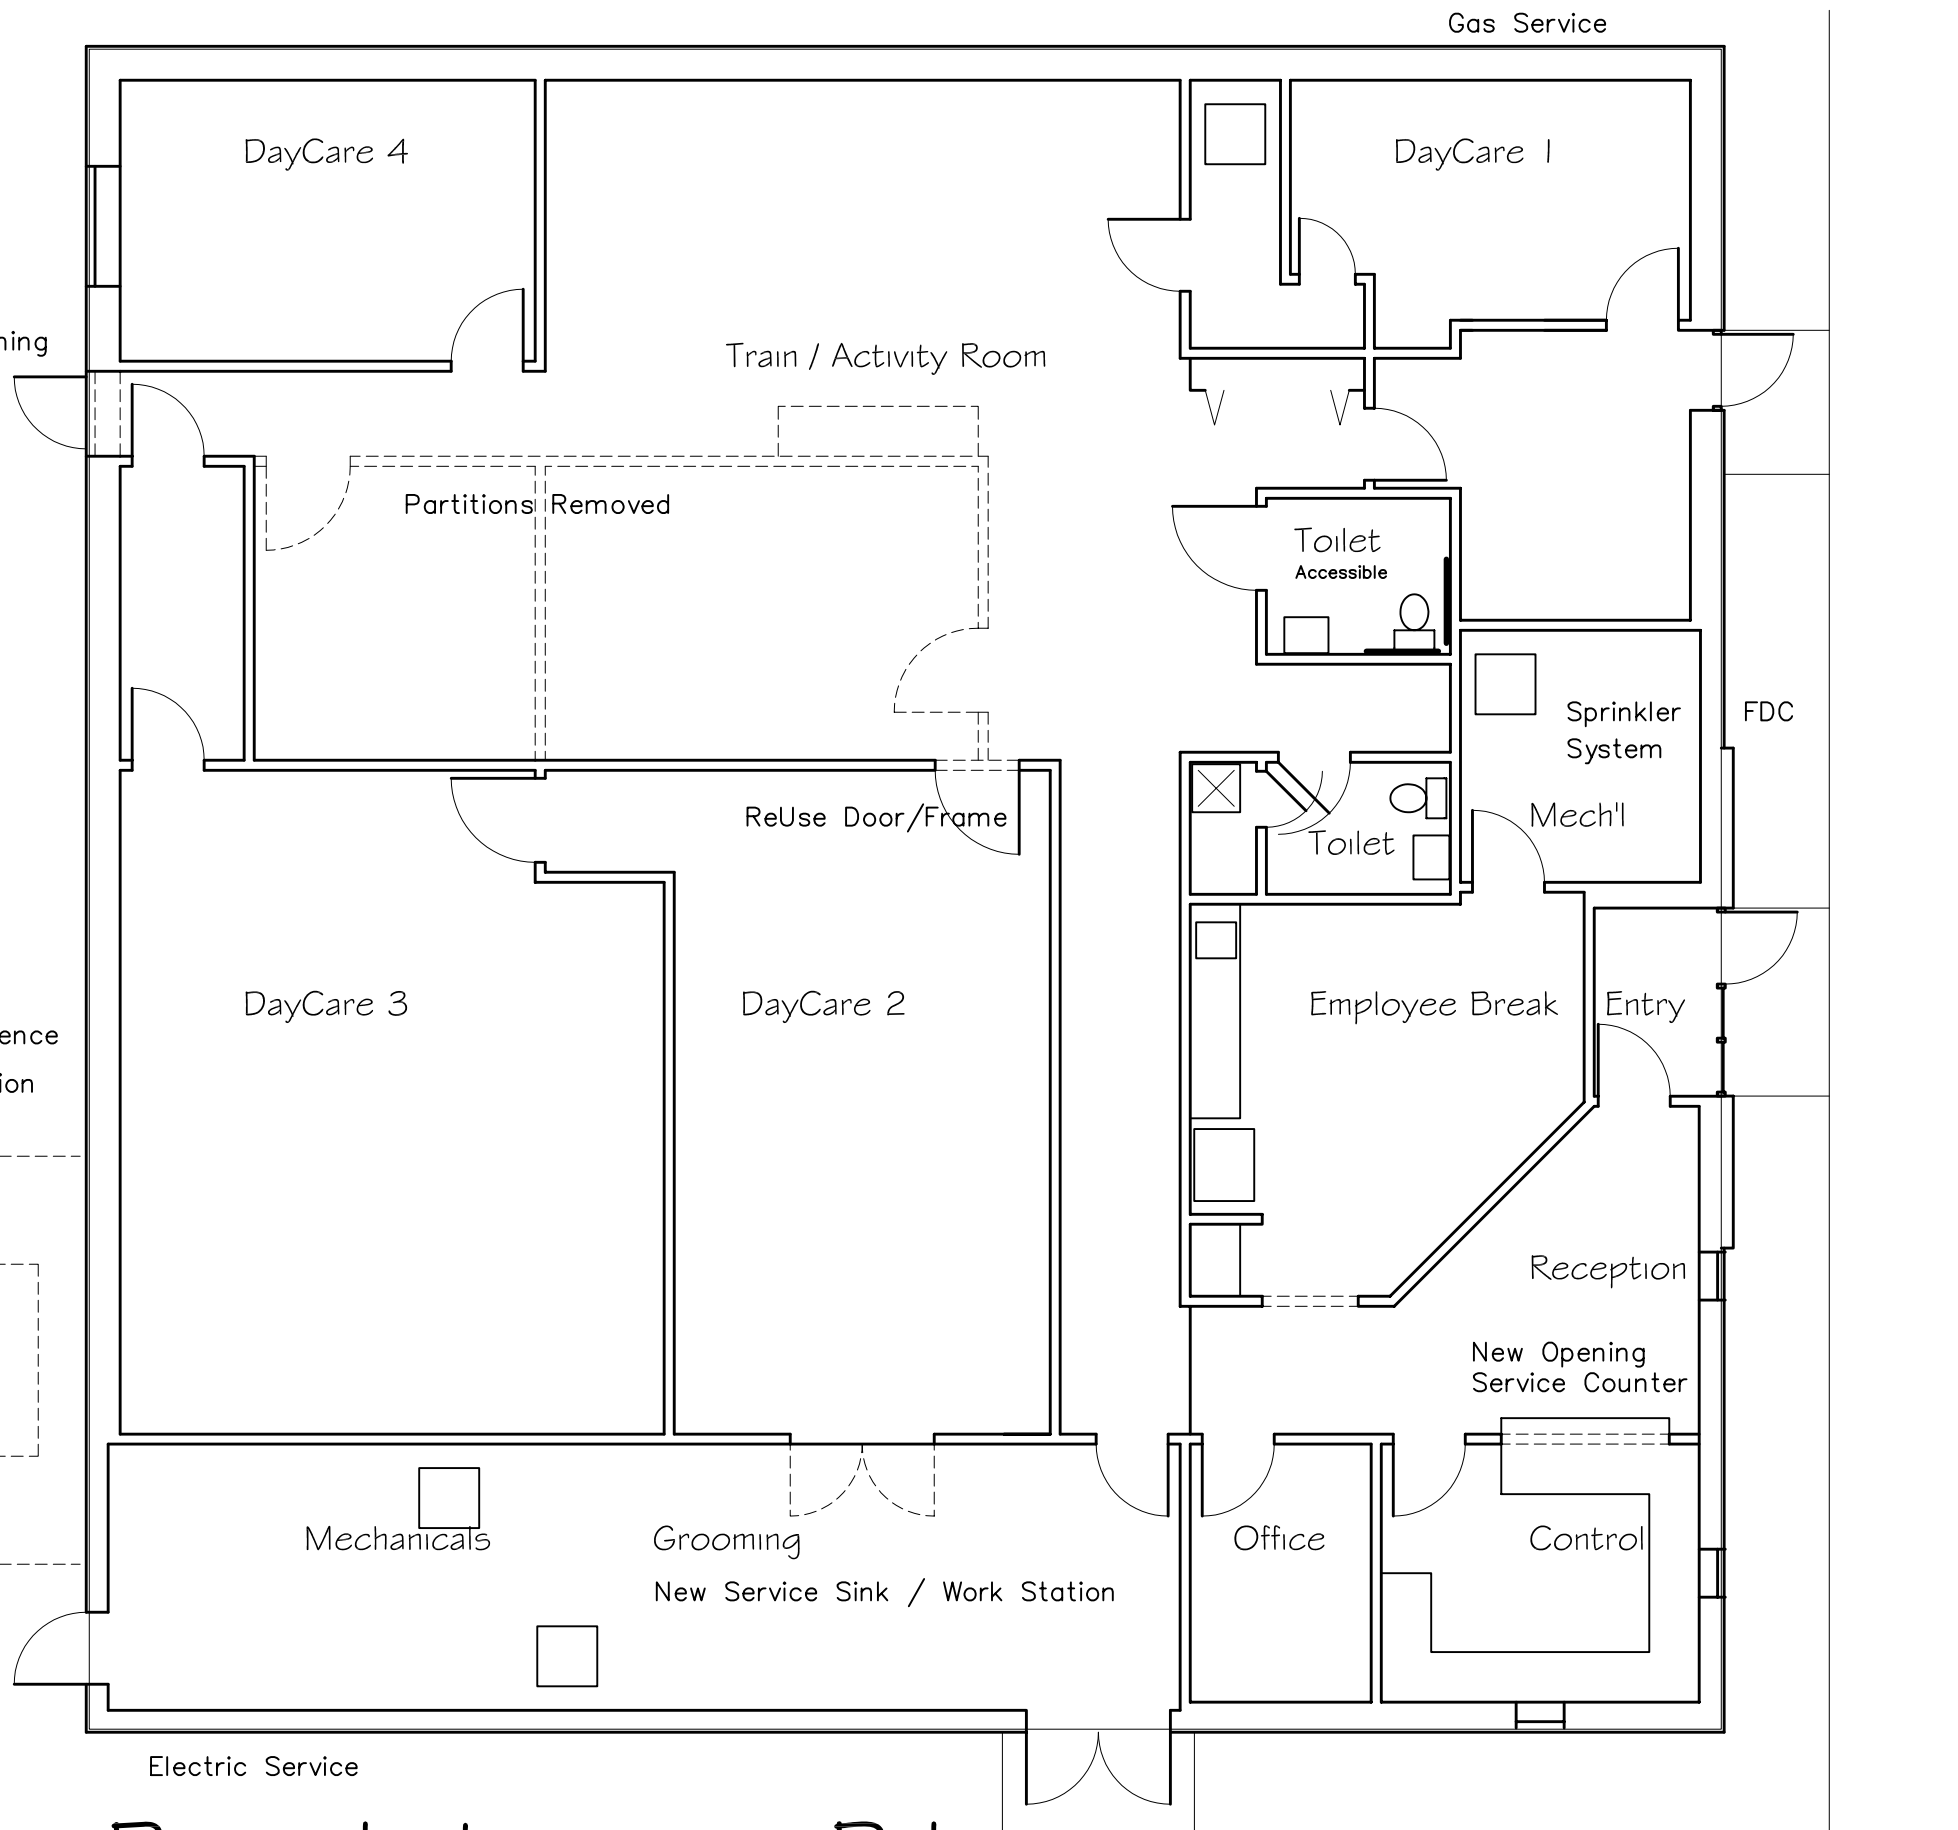 Gas Service
DayCare 4
DayCare 1
ning
Train / Activity Room
Partitions Removed
Toilet
Accessible
Sprinkler
System
FDC
ReUse Door/Frame
Mech'l
Toilet
DayCare 3
DayCare 2
Employee Break
Entry
ence
ion
Reception
New Opening
Service Counter
Mechanicals
Grooming
Office
Control
New Service Sink / Work Station
Electric Service